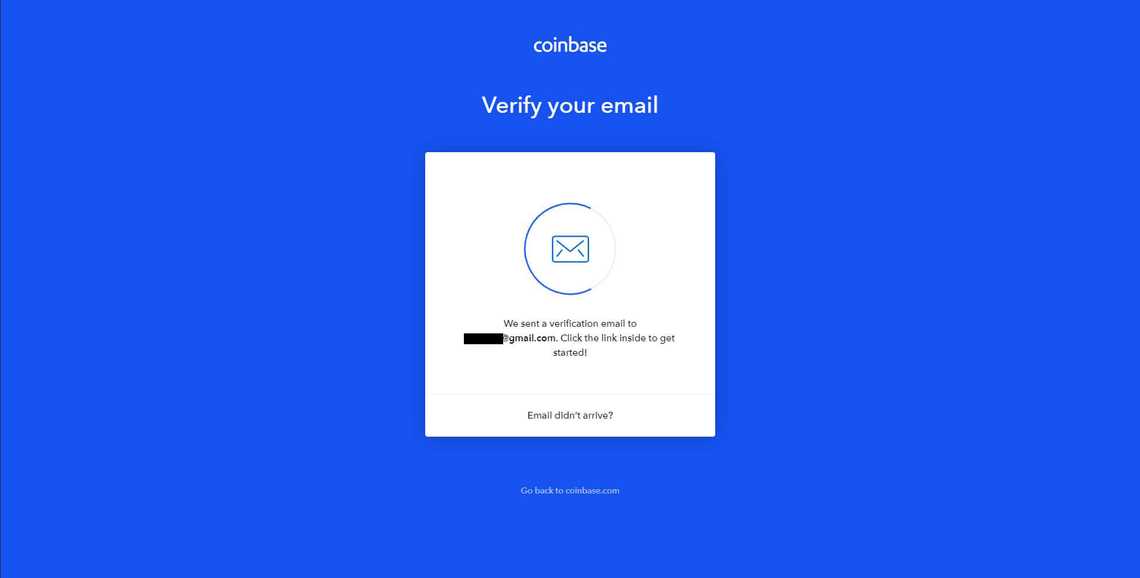 coinbase
Verify your email
We sent a verification email to
@gmail.com. Click the link inside to get
started!
Email didn't arrive?
Go back to coinbase.com